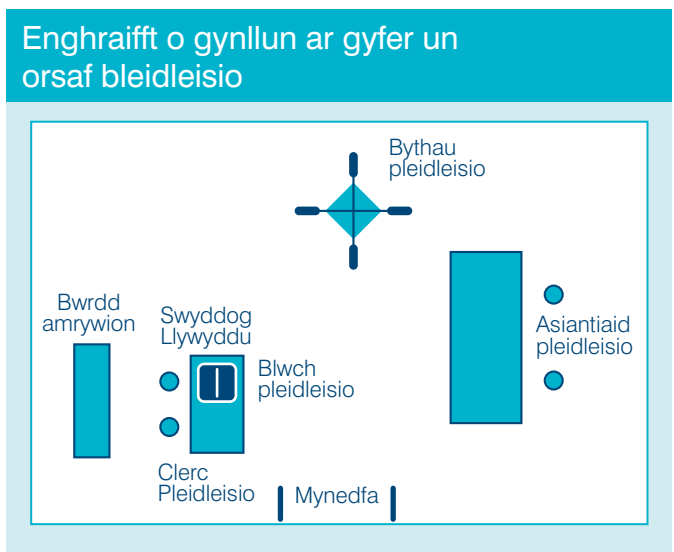 Enghraifft o gynllun ar gyfer un
orsaf bleidleisio
Bythau
pleidleisio
Bwrdd
amrywion
Swyddog
Llywyddu
Blwch
pleidleisio
Asiantiaid
pleidleisio
Clerc
Pleidleisio
Mynedfa